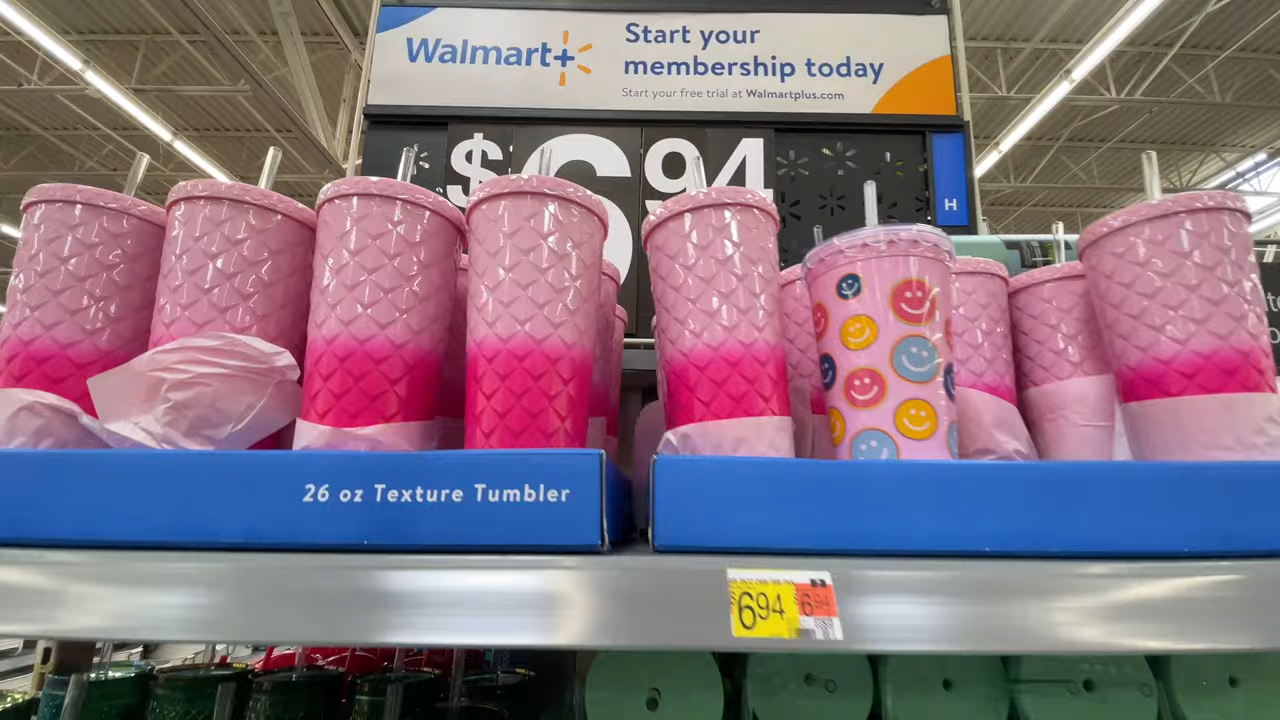 Walmart+
Start your
membership today
Start your free trial at Walmartplus.com
$6 94
H
26 oz Texture Tumbler
$6 94
6 94